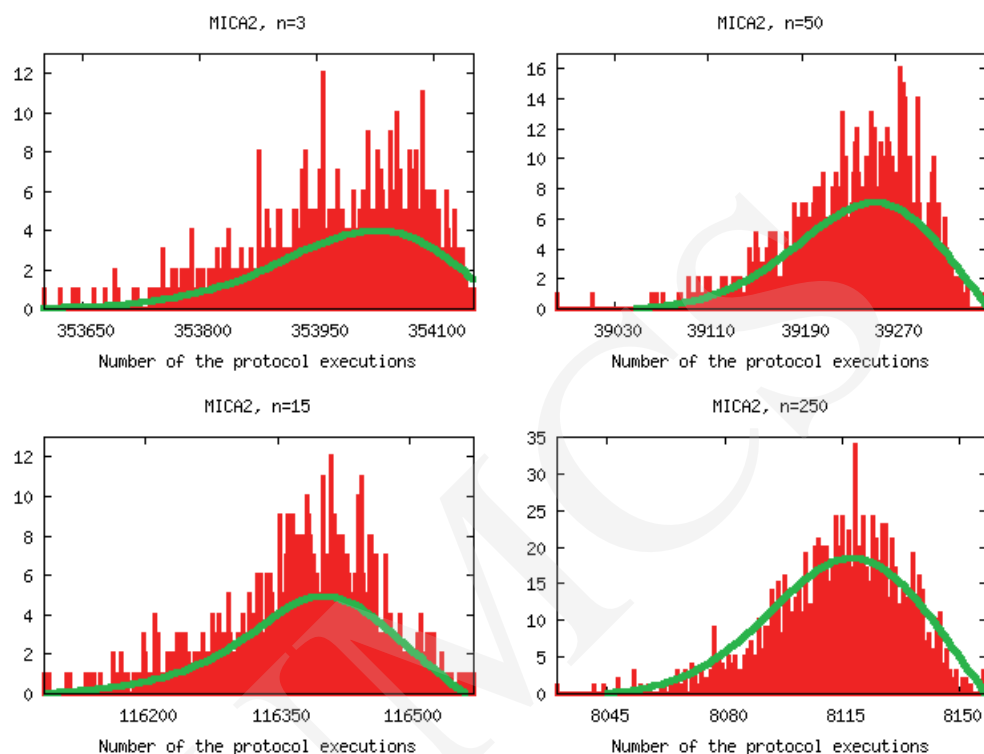 MICA2, n=3
12
10
8
6
4
2
0
353650 353800 353950 354100
Number of the protocol executions
MICA2, n=50
16
14
12
10
8
6
4
2
0
39030 39110 39190 39270
Number of the protocol executions
MICA2, n=15
12
10
8
6
4
2
0
116200 116350 116500
Number of the protocol executions
MICA2, n=250
35
30
25
20
15
10
5
0
8045 8080 8115 8150
Number of the protocol executions